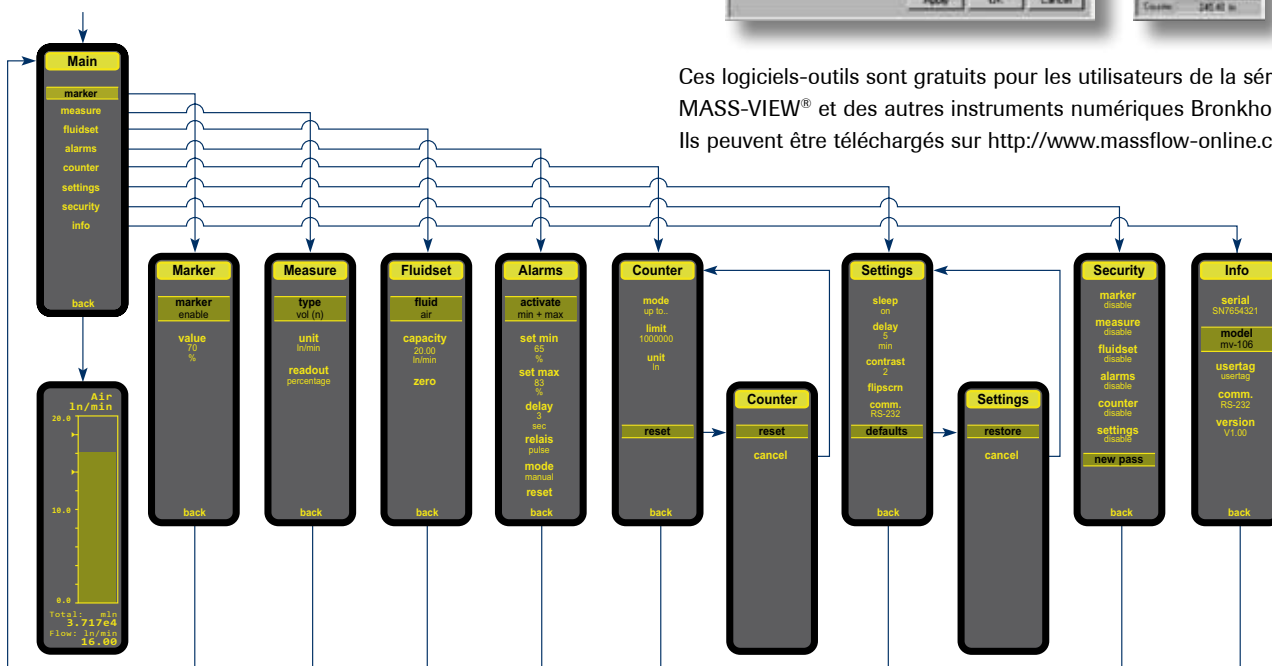 Apply OK Cancel
Ces logiciels-outils sont gratuits pour les utilisateurs de la sér
MASS-VIEW® et des autres instruments numériques Bronkho
Ils peuvent être téléchargés sur http://www.massflow-online.c
Main
marker
measure
fluidset
alarms
counter
settings
security
info
back
Air
ln/min
20.0
10.0
0.0
Total: mln
3.717e4
Flow: ln/min
16.00
Marker
marker
enable
value
70
%
back
Measure
type
vol (n)
unit
ln/min
readout
percentage
back
Fluidset
fluid
air
capacity
20.00
ln/min
zero
back
Alarms
activate
min + max
set min
65
%
set max
83
%
delay
3
sec
relais
pulse
mode
manual
reset
back
Counter
mode
up to..
limit
1000000
unit
ln
reset
back
Counter
reset
cancel
Settings
sleep
on
delay
5
min
contrast
2
flipscrn
comm.
RS-232
defaults
back
Settings
restore
cancel
Security
marker
disable
measure
disable
fluidset
disable
alarms
disable
counter
disable
settings
disable
new pass
back
Info
serial
SN7654321
model
mv-106
usertag
usertag
comm.
RS-232
version
V1.00
back